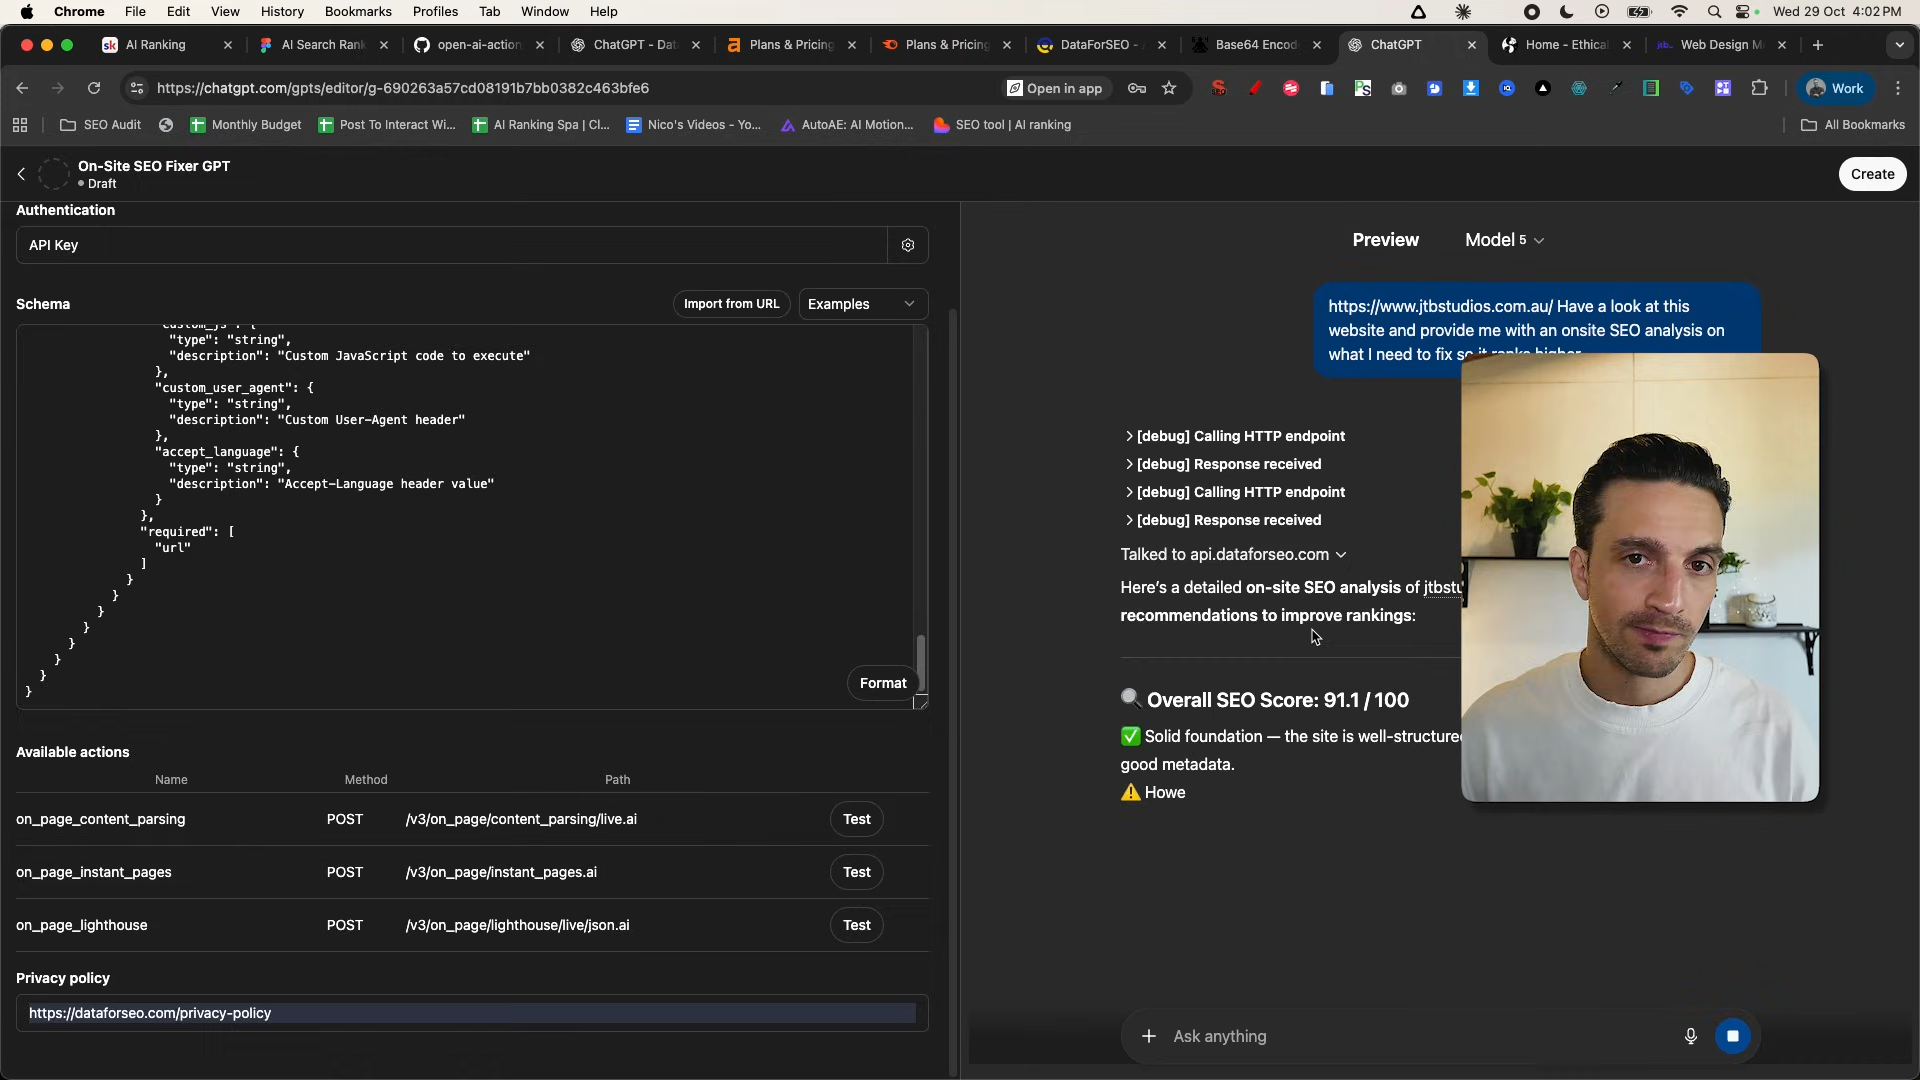 Chrome File Edit View History Bookmarks Profiles Tab Window Help Wed 29 Oct 4:02 PM
AI Ranking AI Search Rank open-ai-action ChatGPT - Da Plans & Pricing Plans & Pricing DataForSEO - Base64 Encod ChatGPT Home - Ethical Web Design M
https://chatgpt.com/gpts/editor/g-690263a57cd08191b7bb0382c463bfe6 Open in app Work
SEO Audit Monthly Budget Post To Interact Wi... AI Ranking Spa | Cl... Nico's Videos - Yo... AutoAE: AI Motion... SEO tool | AI ranking All Bookmarks
On-Site SEO Fixer GPT
Draft
Create
Authentication
API Key
Schema Import from URL Examples
"custom_js": {
"type": "string",
"description": "Custom JavaScript code to execute"
},
"custom_user_agent": {
"type": "string",
"description": "Custom User-Agent header"
},
"accept_language": {
"type": "string",
"description": "Accept-Language header value"
}
},
"required": [
"url"
]
}
}
}
}
}
}
}
}
Format
Available actions
Name Method Path
on_page_content_parsing POST /v3/on_page/content_parsing/live.ai Test
on_page_instant_pages POST /v3/on_page/instant_pages.ai Test
on_page_lighthouse POST /v3/on_page/lighthouse/live/json.ai Test
Privacy policy
https://dataforseo.com/privacy-policy
Preview Model 5
https://www.jtbstudios.com.au/ Have a look at this
website and provide me with an onsite SEO analysis on
what I need to fix so it ranks higher
[debug] Calling HTTP endpoint
[debug] Response received
[debug] Calling HTTP endpoint
[debug] Response received
Talked to api.dataforseo.com
Here's a detailed on-site SEO analysis of jtbstu
recommendations to improve rankings:
Overall SEO Score: 91.1 / 100
Solid foundation — the site is well-structured
good metadata.
Howe
Ask anything